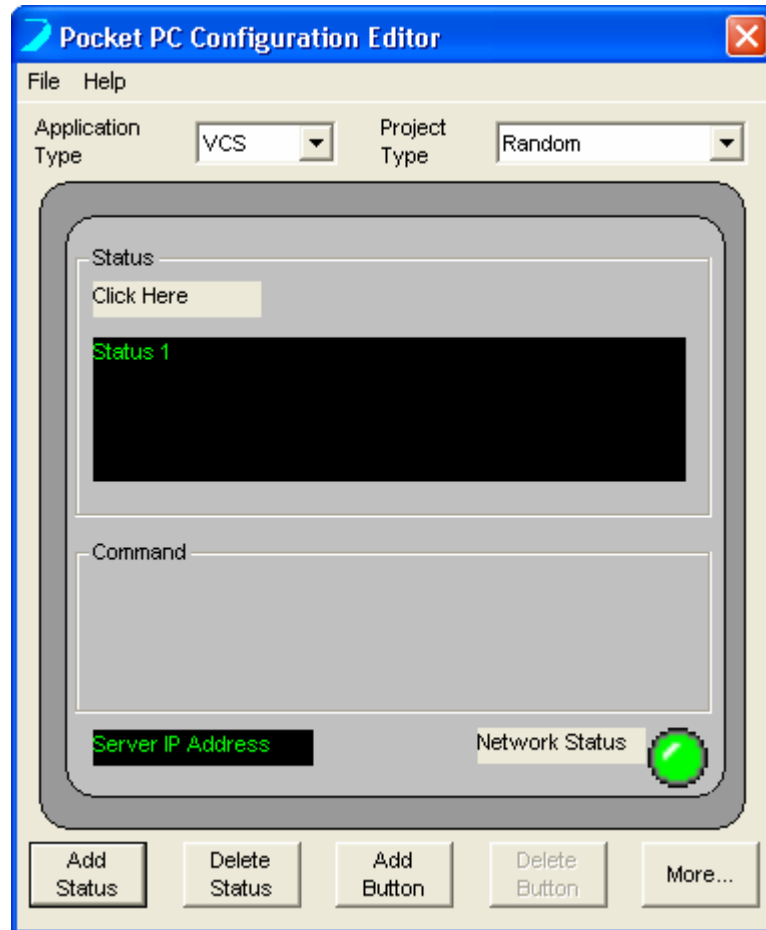 Pocket PC Configuration Editor
File Help
Application
Type
VCS
Project
Type
Random
Status
Click Here
Status 1
Command
Server IP Address
Network Status
Add
Status
Delete
Status
Add
Button
Delete
Button
More...